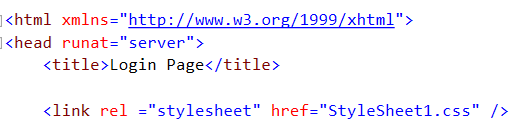 <html xmlns="http://www.w3.org/1999/xhtml">
<head runat="server">
<title>Login Page</title>
<link rel ="stylesheet" href="StyleSheet1.css" />